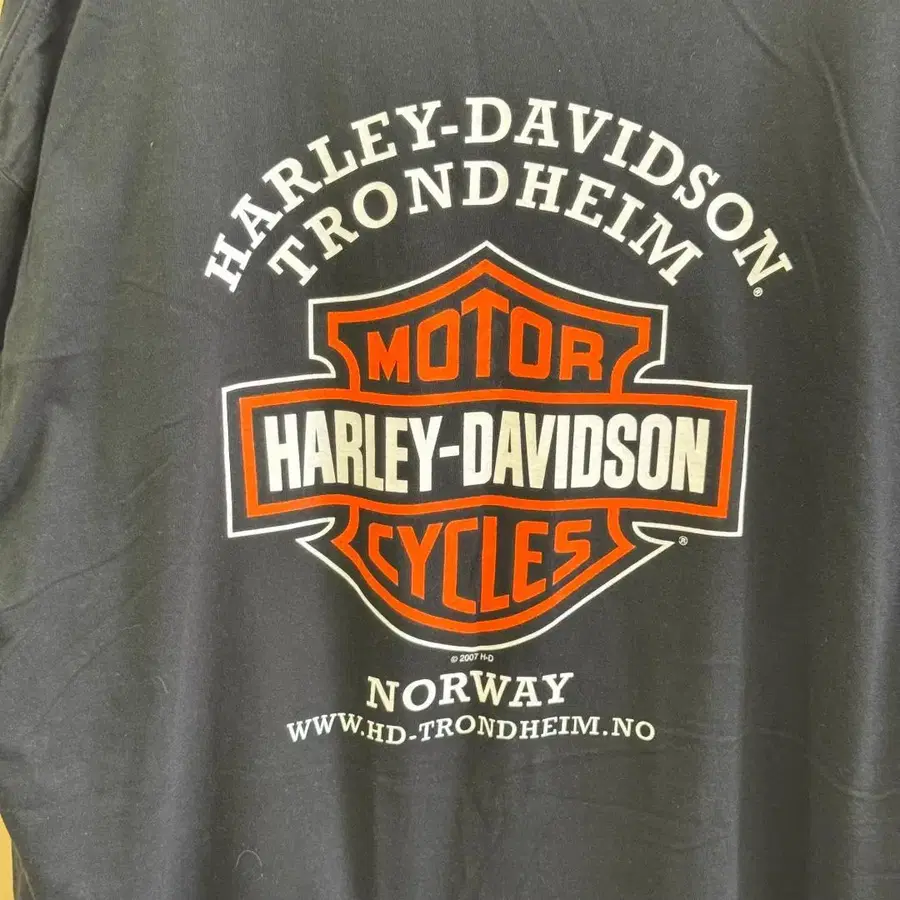 HARLEY-DAVIDSON®
TRONDHEIM
MOTOR
HARLEY-DAVIDSON
CYCLES
®
© 2007 H-D
NORWAY
WWW.HD-TRONDHEIM.NO